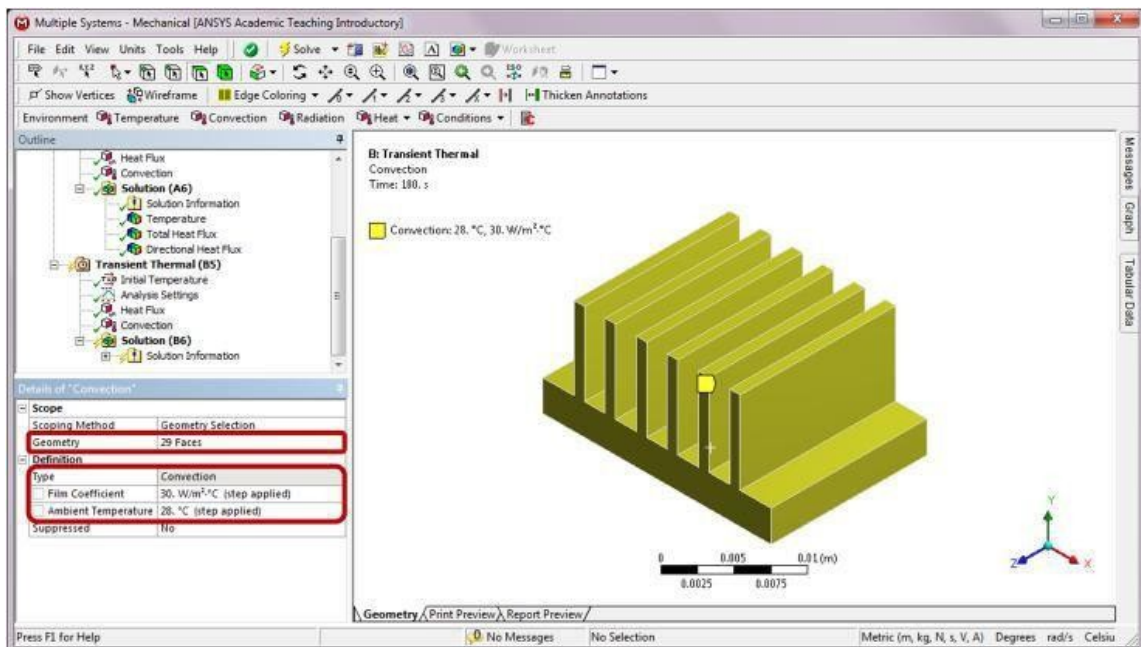 Multiple Systems - Mechanical [ANSYS Academic Teaching Introductory]
File Edit View Units Tools Help Solve Worksheet
Show Vertices Wireframe Edge Coloring Thicken Annotations
Environment Temperature Convection Radiation Heat Conditions
Outline
Heat Flux
Convection
Solution (A6)
Solution Information
Temperature
Total Heat Flux
Directional Heat Flux
Transient Thermal (B5)
Initial Temperature
Analysis Settings
Heat Flux
Convection
Solution (B6)
Solution Information
Details of "Convection"
Scope
Scoping Method Geometry Selection
Geometry 29 Faces
Definition
Type Convection
Film Coefficient 30. W/m²·°C (step applied)
Ambient Temperature 28. °C (step applied)
Suppressed No
B: Transient Thermal
Convection
Time: 180. s
Convection: 28. °C, 30. W/m²·°C
0 0.005 0.01 (m)
0.0025 0.0075
Y
Z X
Messages
Graph
Tabular Data
Geometry Print Preview Report Preview
Press F1 for Help No Messages No Selection Metric (m, kg, N, s, V, A) Degrees rad/s Celsiu